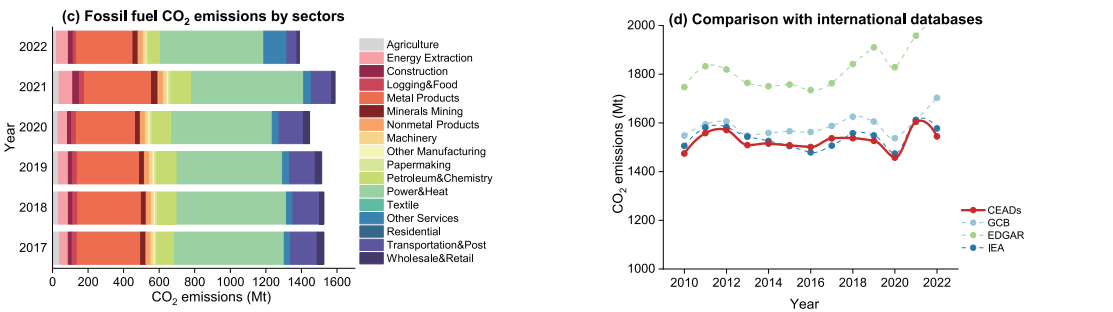 (c) Fossil fuel CO2 emissions by sectors
Year
2022
2021
2020
2019
2018
2017
0 200 400 600 800 1000 1200 1400 1600
CO2 emissions (Mt)
Agriculture
Energy Extraction
Construction
Logging&Food
Metal Products
Minerals Mining
Nonmetal Products
Machinery
Other Manufacturing
Papermaking
Petroleum&Chemistry
Power&Heat
Textile
Other Services
Residential
Transportation&Post
Wholesale&Retail
(d) Comparison with international databases
CO2 emissions (Mt)
2000
1800
1600
1400
1200
1000
2010 2012 2014 2016 2018 2020 2022
Year
CEADs
GCB
EDGAR
IEA